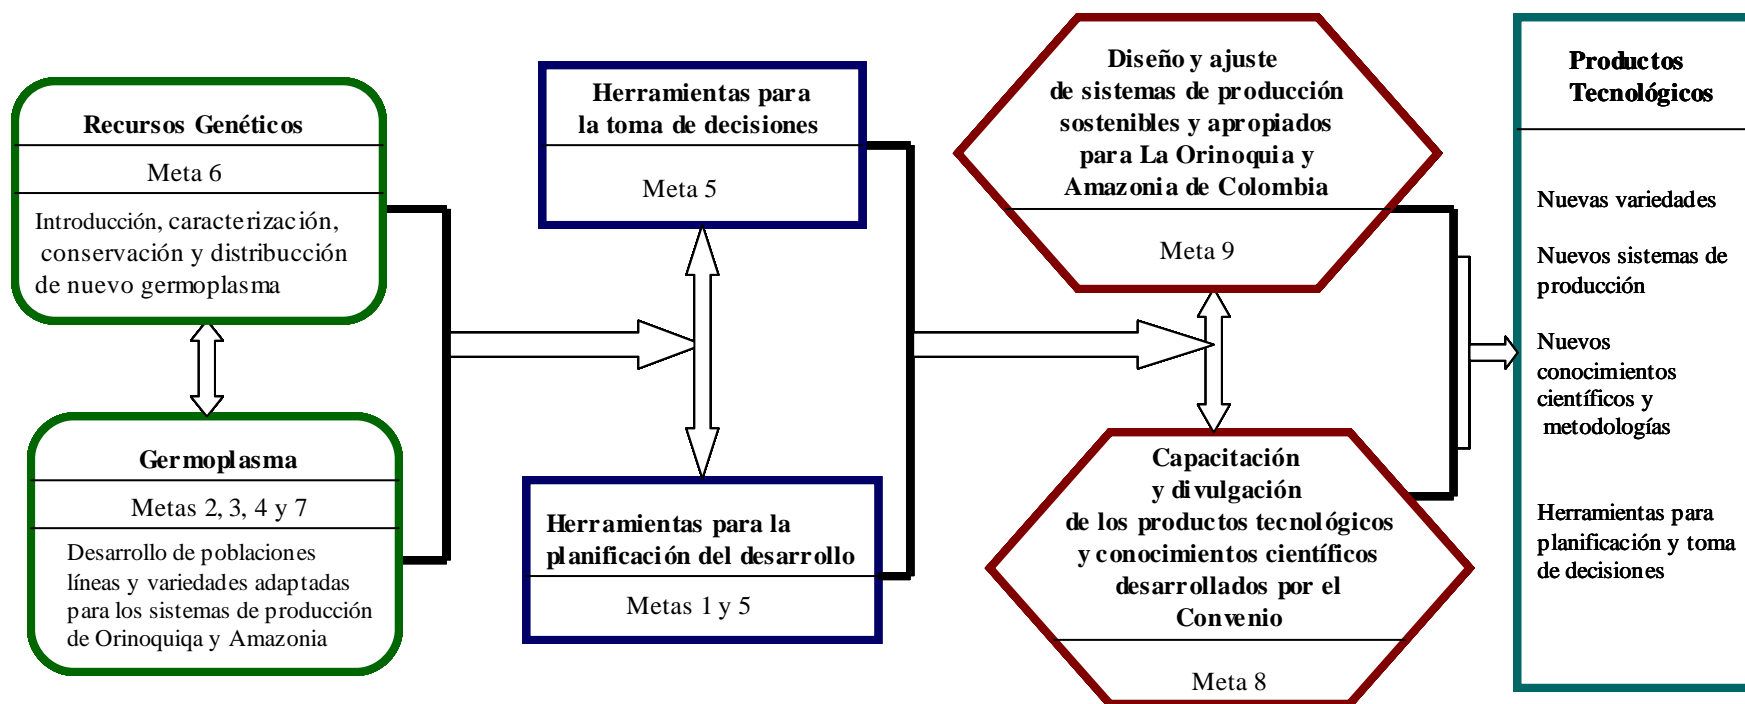 Recursos Genéticos
Meta 6
Introducción, caracterización,
conservación y distribucción
de nuevo germoplasma
Germoplasma
Metas 2, 3, 4 y 7
Desarrollo de poblaciones
líneas y variedades adaptadas
para los sistemas de producción
de Orinoquiqa y Amazonia
Herramientas para
la toma de decisiones
Meta 5
Herramientas para la
planificación del desarrollo
Metas 1 y 5
Diseño y ajuste
de sistemas de producción
sostenibles y apropiados
para La Orinoquia y
Amazonia de Colombia
Meta 9
Capacitación
y divulgación
de los productos tecnológicos
y conocimientos científicos
desarrollados por el
Convenio
Meta 8
Productos
Tecnológicos
Nuevas variedades
Nuevos sistemas de
producción
Nuevos
conocimientos
científicos y
metodologías
Herramientas para
planificación y toma
de decisiones